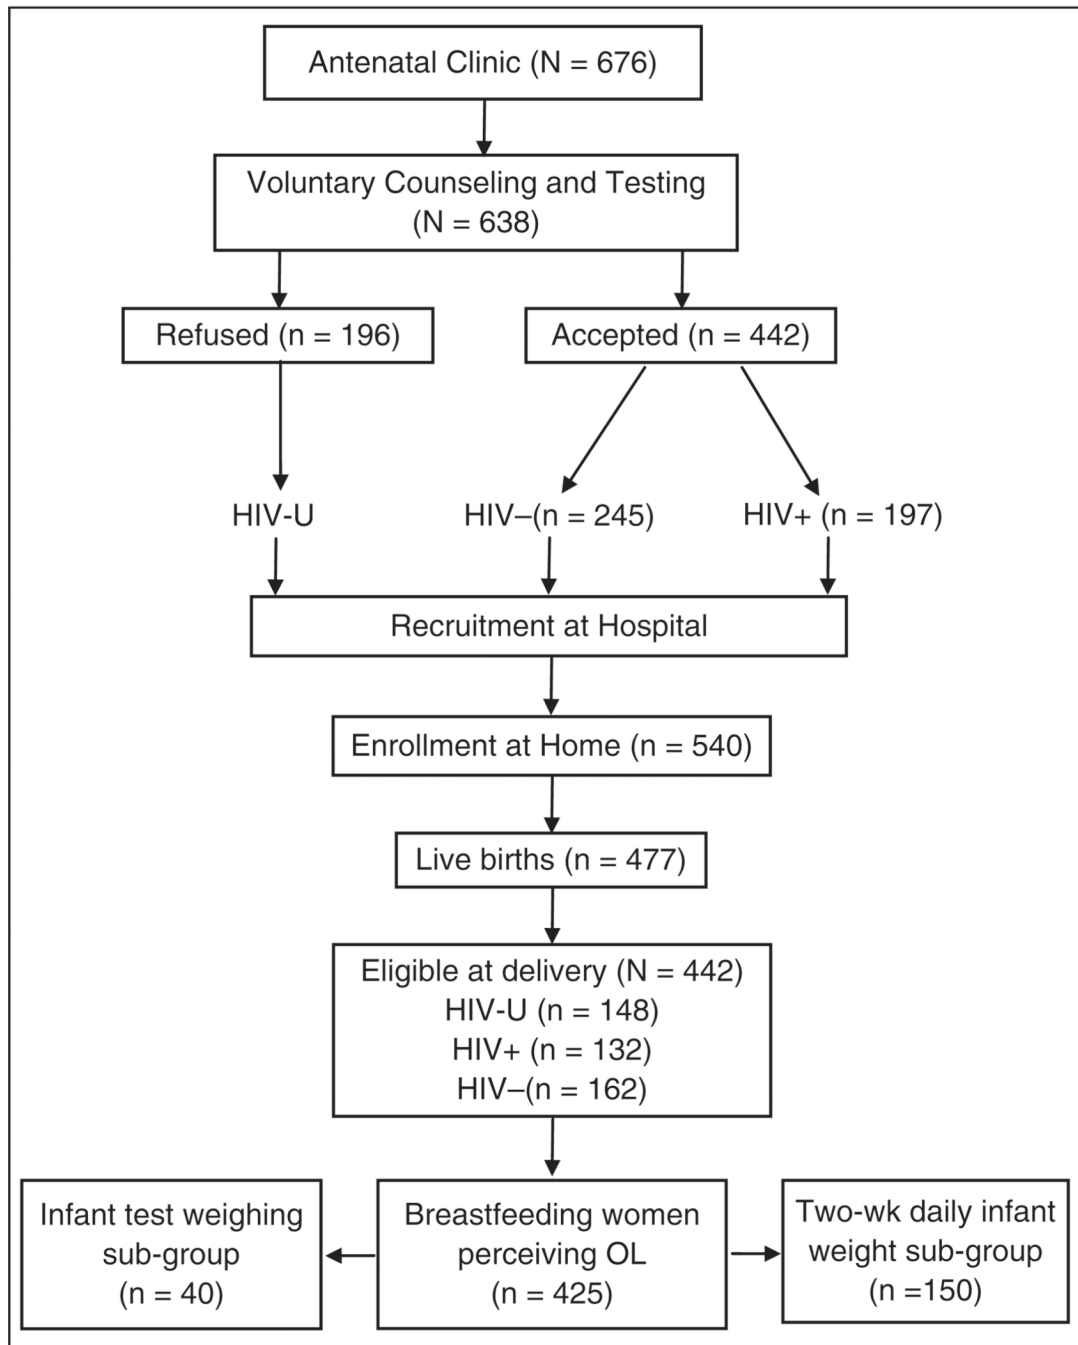 Antenatal Clinic (N = 676)
Voluntary Counseling and Testing
(N = 638)
Refused (n = 196)
Accepted (n = 442)
HIV-U
HIV–(n = 245)
HIV+ (n = 197)
Recruitment at Hospital
Enrollment at Home (n = 540)
Live births (n = 477)
Eligible at delivery (N = 442)
HIV-U (n = 148)
HIV+ (n = 132)
HIV–(n = 162)
Infant test weighing
sub-group
(n = 40)
Breastfeeding women
perceiving OL
n = 425)
Two-wk daily infant
weight sub-group
(n =150)